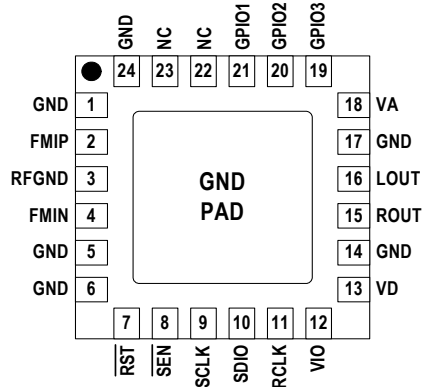 GND
NC
NC
GPIO1
GPIO2
GPIO3
24
23
22
21
20
19
GND 1
FMIP 2
RFGND 3
FMIN 4
GND 5
GND 6
GND
PAD
18 VA
17 GND
16 LOUT
15 ROUT
14 GND
13 VD
7
8
9
10
11
12
RST
SEN
SCLK
SDIO
RCLK
VIO